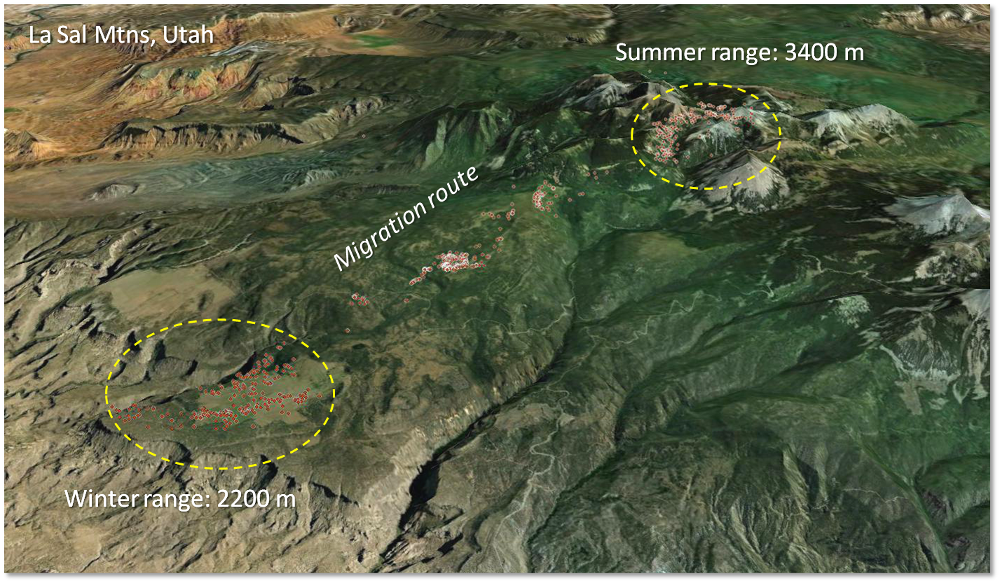 La Sal Mtns, Utah
Summer range: 3400 m
Migration route
Winter range: 2200 m